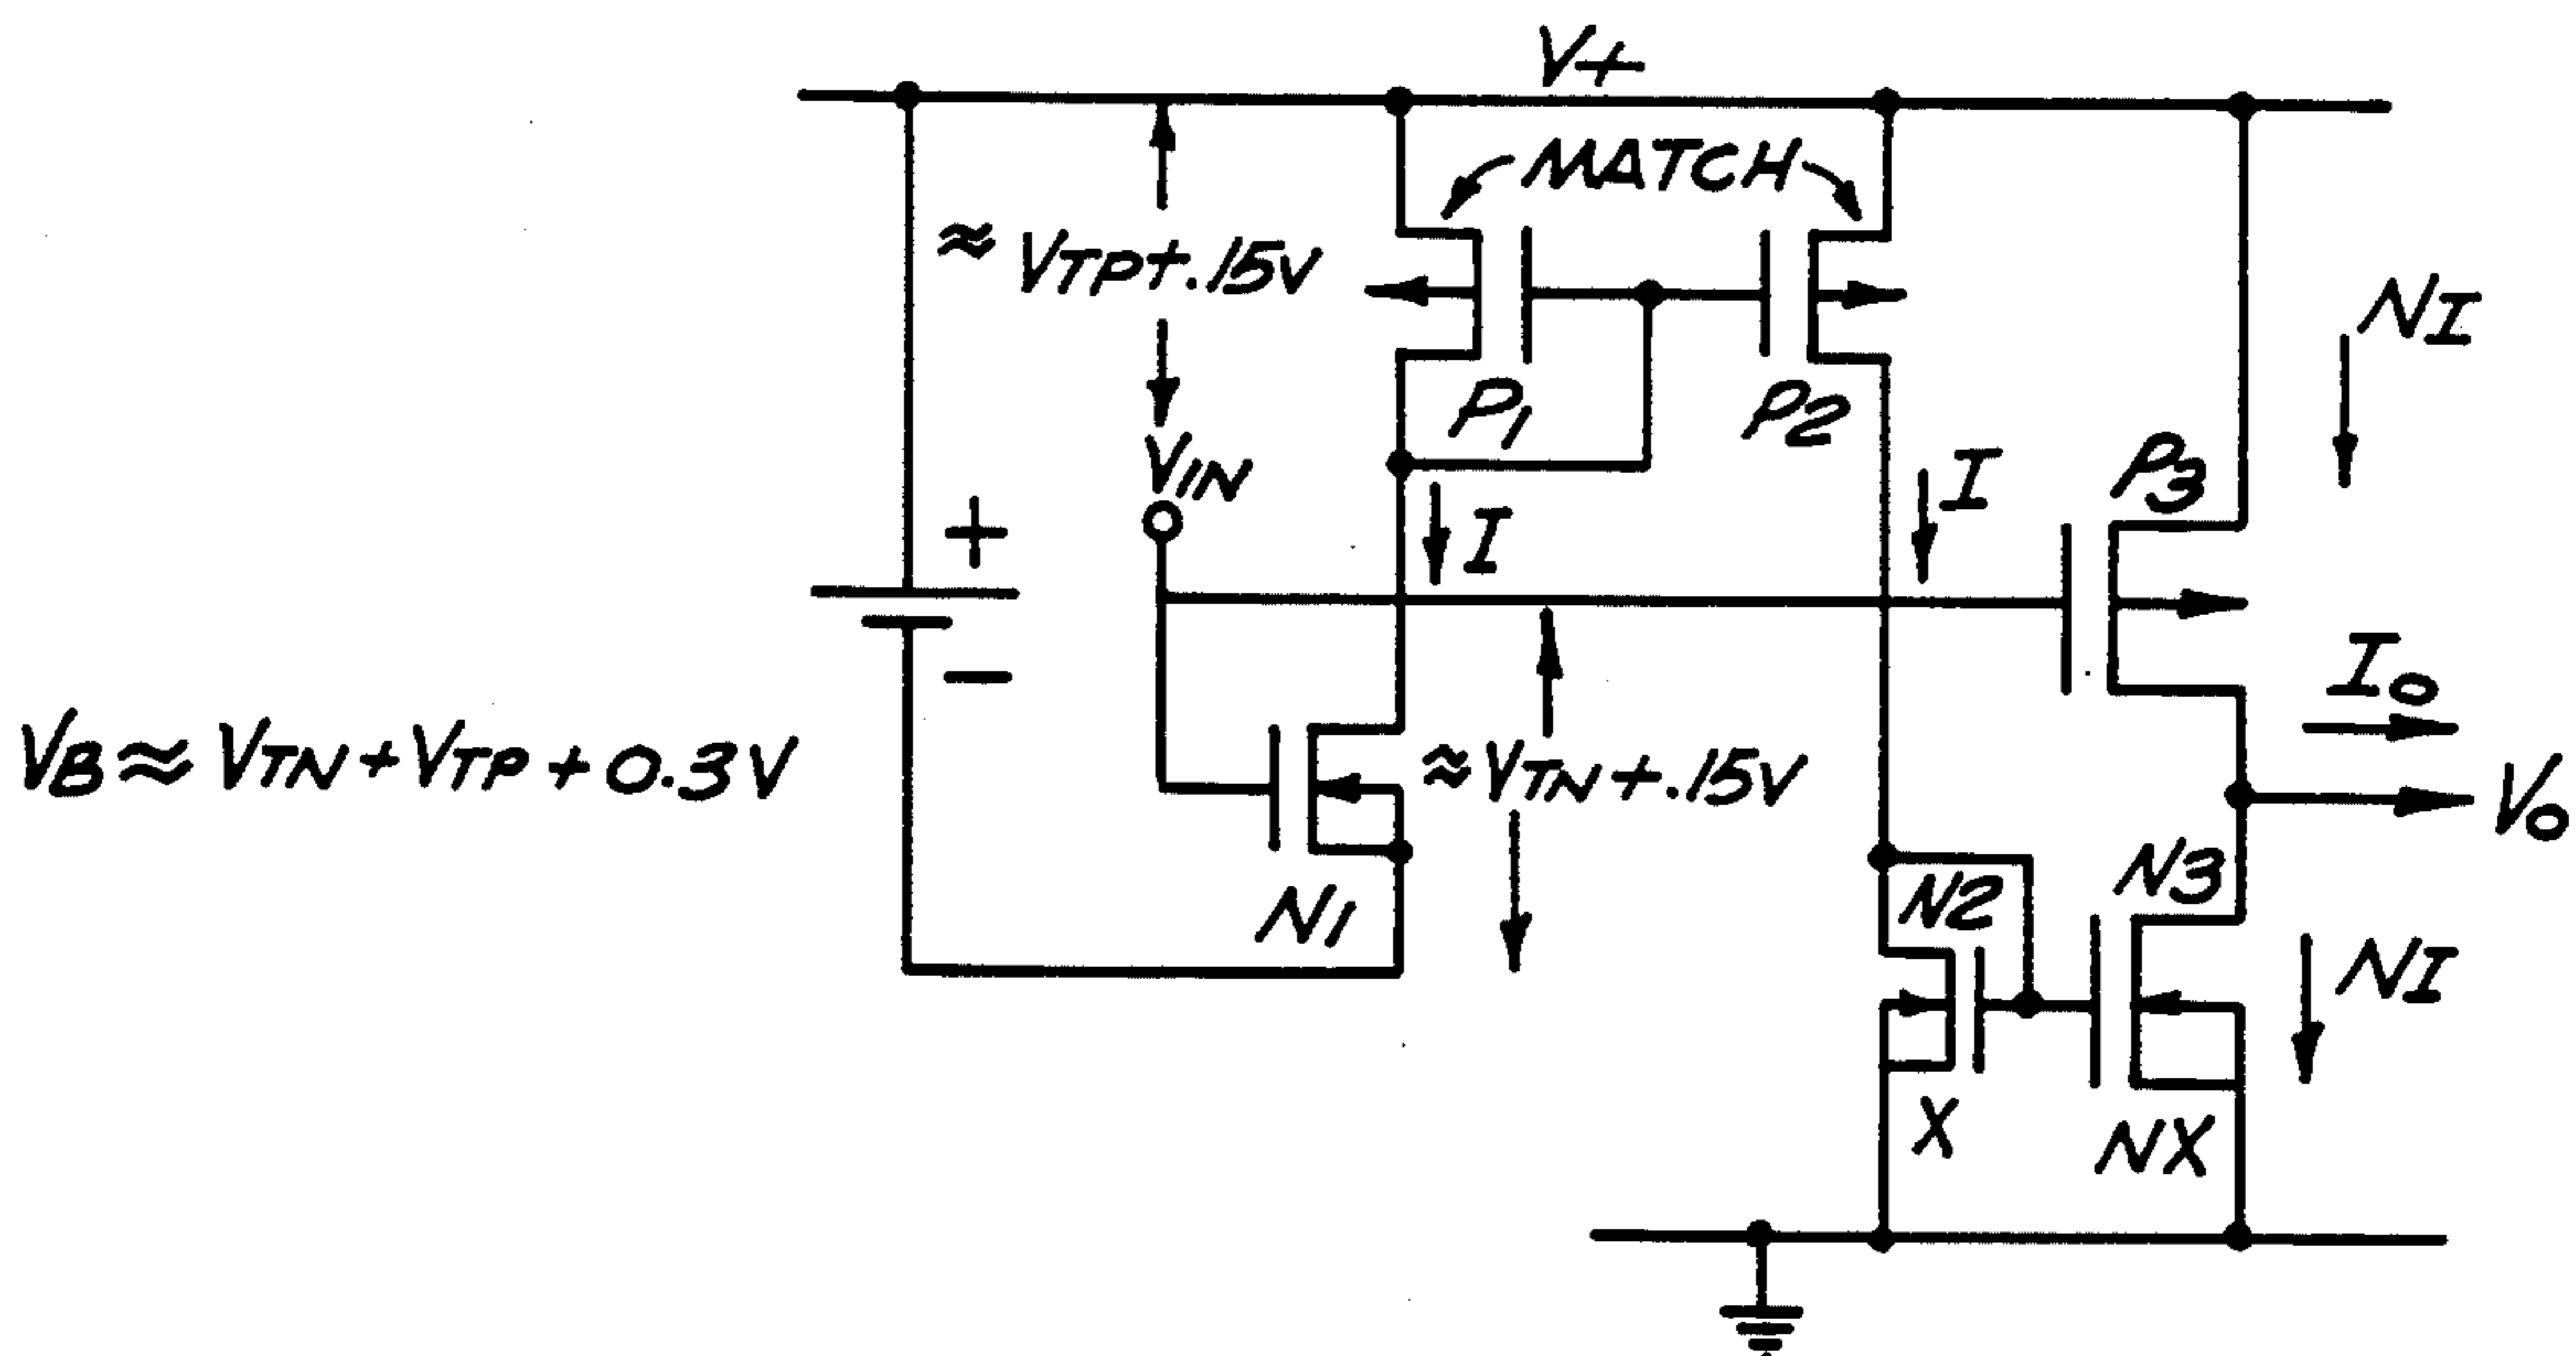 V+
MATCH
≈ VTP+.15V
NI
P1
P2
P3
VIN
I
I
+
−
IO
VB ≈ VTN + VTP + 0.3V
≈ VTN + .15V
VO
N1
N2
N3
NI
X
NX